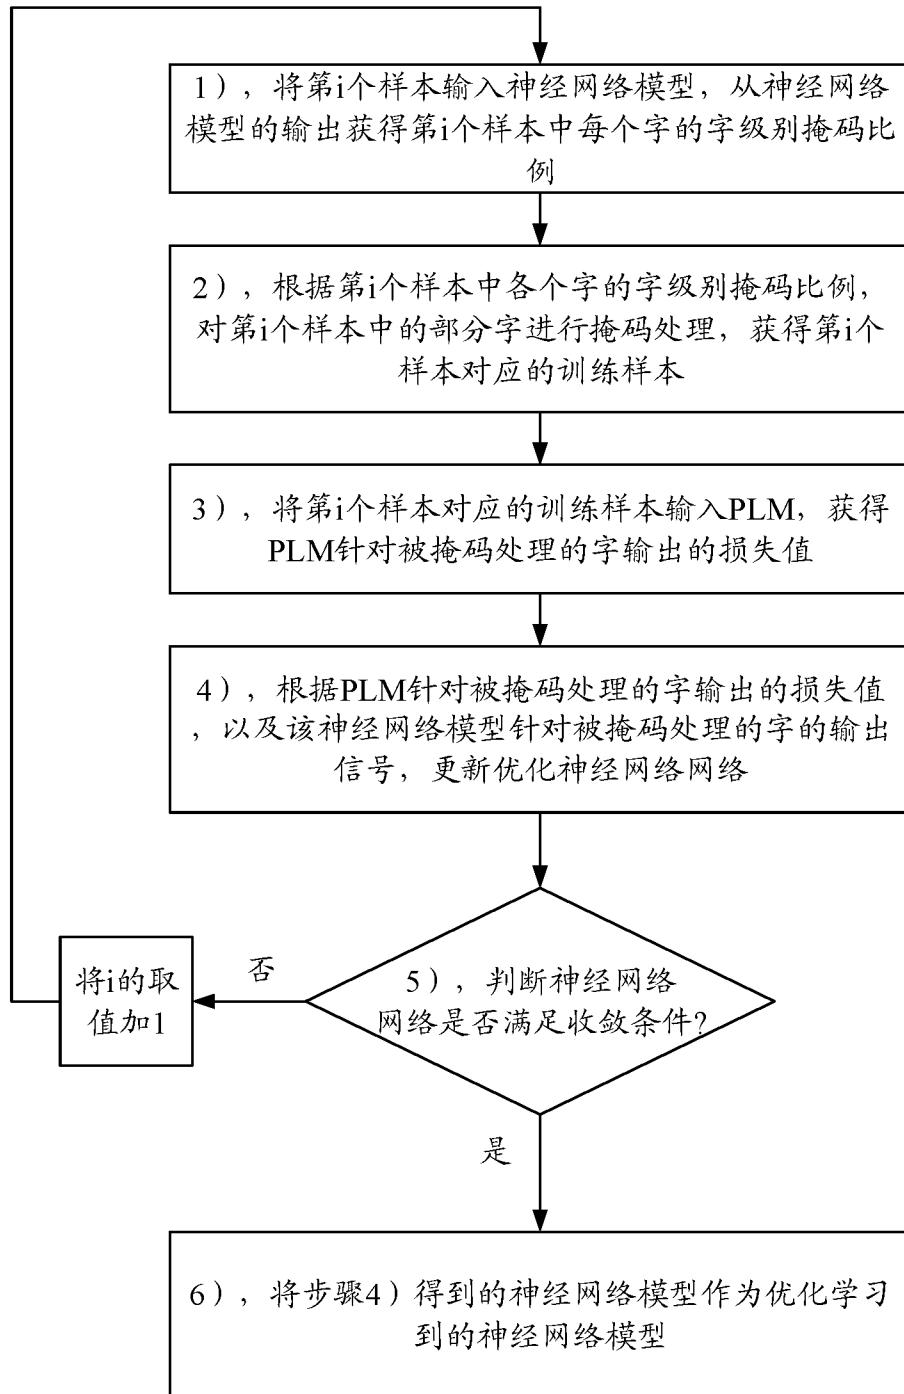 1），将第i个样本输入神经网络模型，从神经网络
模型的输出获得第i个样本中每个字的字级别掩码比
例
2），根据第i个样本中各个字的字级别掩码比例，
对第i个样本中的部分字进行掩码处理，获得第i个
样本对应的训练样本
3），将第i个样本对应的训练样本输入PLM，获得
PLM针对被掩码处理的字输出的损失值
4），根据PLM针对被掩码处理的字输出的损失值
，以及该神经网络模型针对被掩码处理的字的输出
信号，更新优化神经网络网络
5），判断神经网络
网络是否满足收敛条件?
否
将i的取
值加1
是
6），将步骤4）得到的神经网络模型作为优化学习
到的神经网络模型